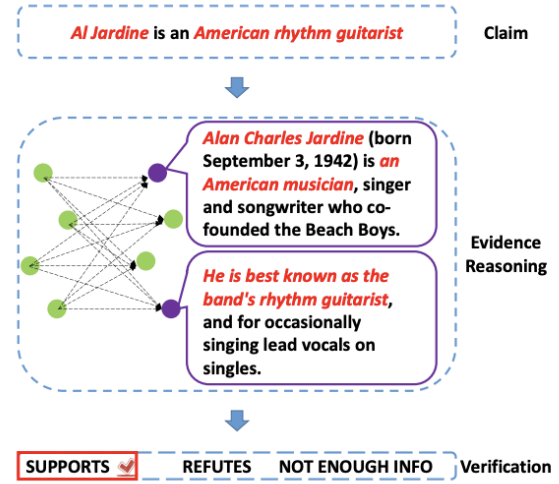 Al Jardine is an American rhythm guitarist
Claim
Alan Charles Jardine (born
September 3, 1942) is an
American musician, singer
and songwriter who co-
founded the Beach Boys.
Evidence
Reasoning
He is best known as the
band's rhythm guitarist,
and for occasionally
singing lead vocals on
singles.
SUPPORTS REFUTES NOT ENOUGH INFO Verification